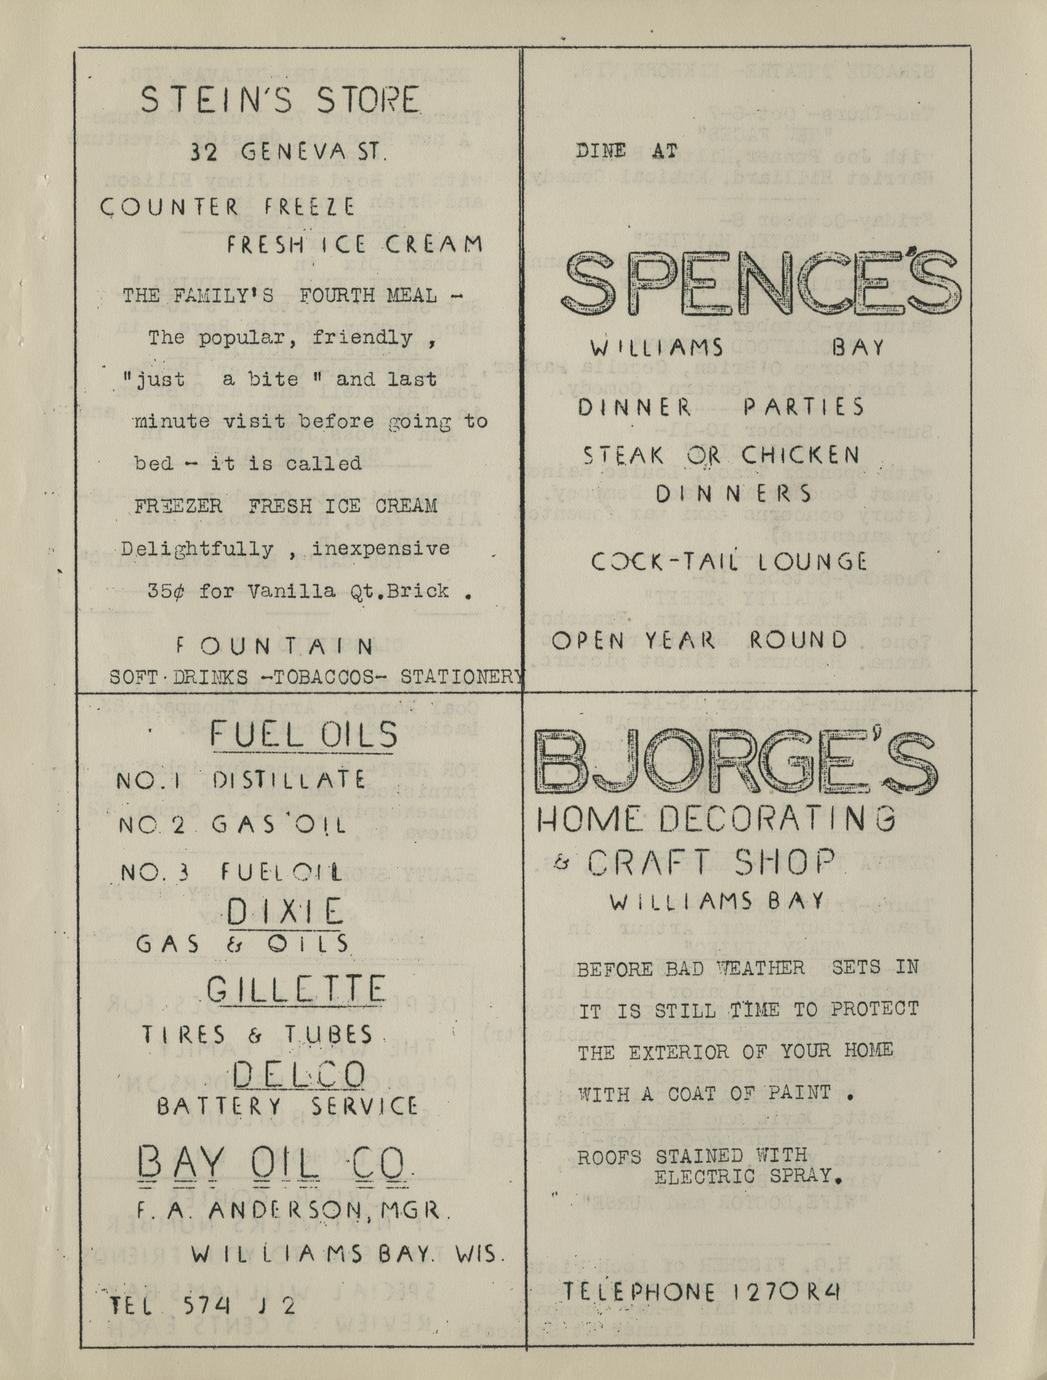 STEIN'S STORE
32 GENEVA ST.
COUNTER FREEZE
FRESH ICE CREAM
THE FAMILY'S FOURTH MEAL -
The popular, friendly ,
"just a bite " and last
minute visit before going to
bed - it is called
FREEZER FRESH ICE CREAM
Delightfully , inexpensive
35¢ for Vanilla Qt.Brick .
FOUNTAIN
SOFT DRINKS -TOBACCOS- STATIONERY
DINE AT
SPENCE'S
WILLIAMS BAY
DINNER PARTIES
STEAK OR CHICKEN
DINNERS
COCK-TAIL LOUNGE
OPEN YEAR ROUND
FUEL OILS
NO. 1 DISTILLATE
NO. 2 GAS OIL
NO. 3 FUEL OIL
DIXIE
GAS & OILS
GILLETTE
TIRES & TUBES
DELCO
BATTERY SERVICE
BAY OIL CO.
F. A. ANDERSON, MGR.
WILLIAMS BAY. WIS.
TEL 574 J 2
BJORGE'S
HOME DECORATING
& CRAFT SHOP
WILLIAMS BAY
BEFORE BAD WEATHER SETS IN
IT IS STILL TIME TO PROTECT
THE EXTERIOR OF YOUR HOME
WITH A COAT OF PAINT .
ROOFS STAINED WITH
ELECTRIC SPRAY.
TELEPHONE 1270R4